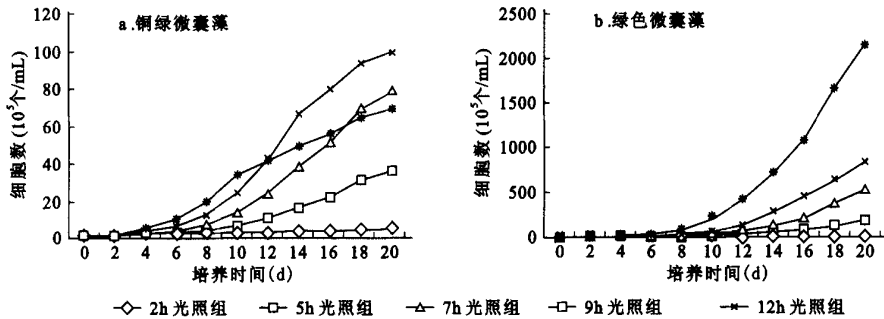 a.铜绿微囊藻
细胞数 (10⁵个/mL)
120
100
80
60
40
20
0
0 2 4 6 8 10 12 14 16 18 20
培养时间(d)
b.绿色微囊藻
细胞数 (10⁵个/mL)
2500
2000
1500
1000
500
0
0 2 4 6 8 10 12 14 16 18 20
培养时间(d)
2h光照组 5h光照组 7h光照组 9h光照组 12h光照组